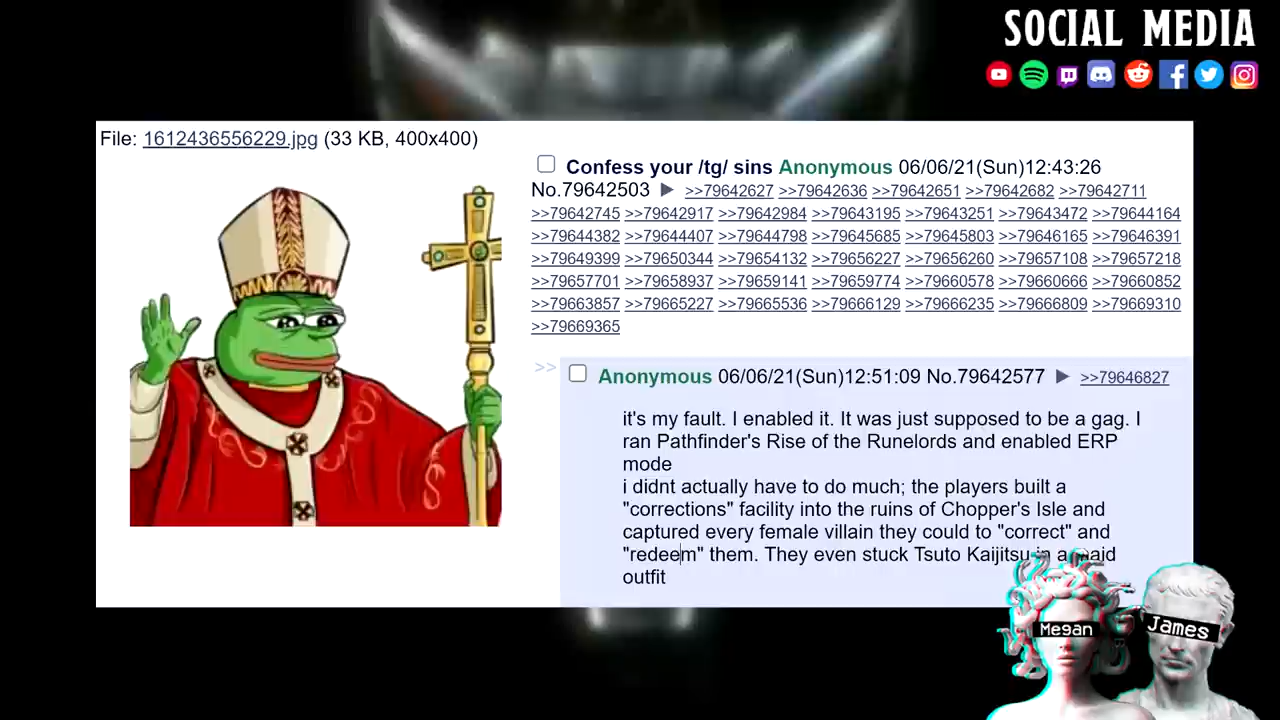 SOCIAL MEDIA
File: 1612436556229.jpg (33 KB, 400x400)
Confess your /tg/ sins Anonymous 06/06/21(Sun)12:43:26
No.79642503 ▶ >>79642627 >>79642636 >>79642651 >>79642682 >>79642711
>>79642745 >>79642917 >>79642984 >>79643195 >>79643251 >>79643472 >>79644164
>>79644382 >>79644407 >>79644798 >>79645685 >>79645803 >>79646165 >>79646391
>>79649399 >>79650344 >>79654132 >>79656227 >>79656260 >>79657108 >>79657218
>>79657701 >>79658937 >>79659141 >>79659774 >>79660578 >>79660666 >>79660852
>>79663857 >>79665227 >>79665536 >>79666129 >>79666235 >>79666809 >>79669310
>>79669365
>> Anonymous 06/06/21(Sun)12:51:09 No.79642577 ▶ >>79646827
it's my fault. I enabled it. It was just supposed to be a gag. I
ran Pathfinder's Rise of the Runelords and enabled ERP
mode
i didnt actually have to do much; the players built a
"corrections" facility into the ruins of Chopper's Isle and
captured every female villain they could to "correct" and
"redeem" them. They even stuck Tsuto Kaijitsu in a maid
outfit
Megan
James